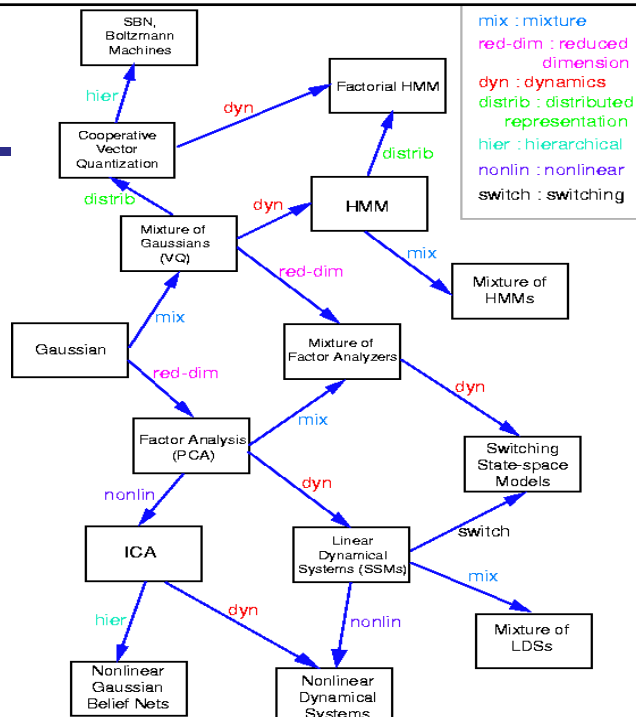 SBN,
Boltzmann
Machines
mix : mixture
red-dim : reduced
dimension
dyn : dynamics
distrib : distributed
representation
hier : hierarchical
nonlin : nonlinear
switch : switching
hier
dyn
Factorial HMM
Cooperative
Vector
Quantization
distrib
distrib
dyn
HMM
Mixture of
Gaussians
(VQ)
red-dim
mix
Mixture of
HMMs
mix
Gaussian
Mixture of
Factor Analyzers
red-dim
dyn
mix
Factor Analysis
(PCA)
Switching
State-space
Models
nonlin
dyn
switch
ICA
Linear
Dynamical
Systems (SSMs)
mix
hier
dyn
nonlin
Mixture of
LDSs
Nonlinear
Gaussian
Belief Nets
Nonlinear
Dynamical
Systems